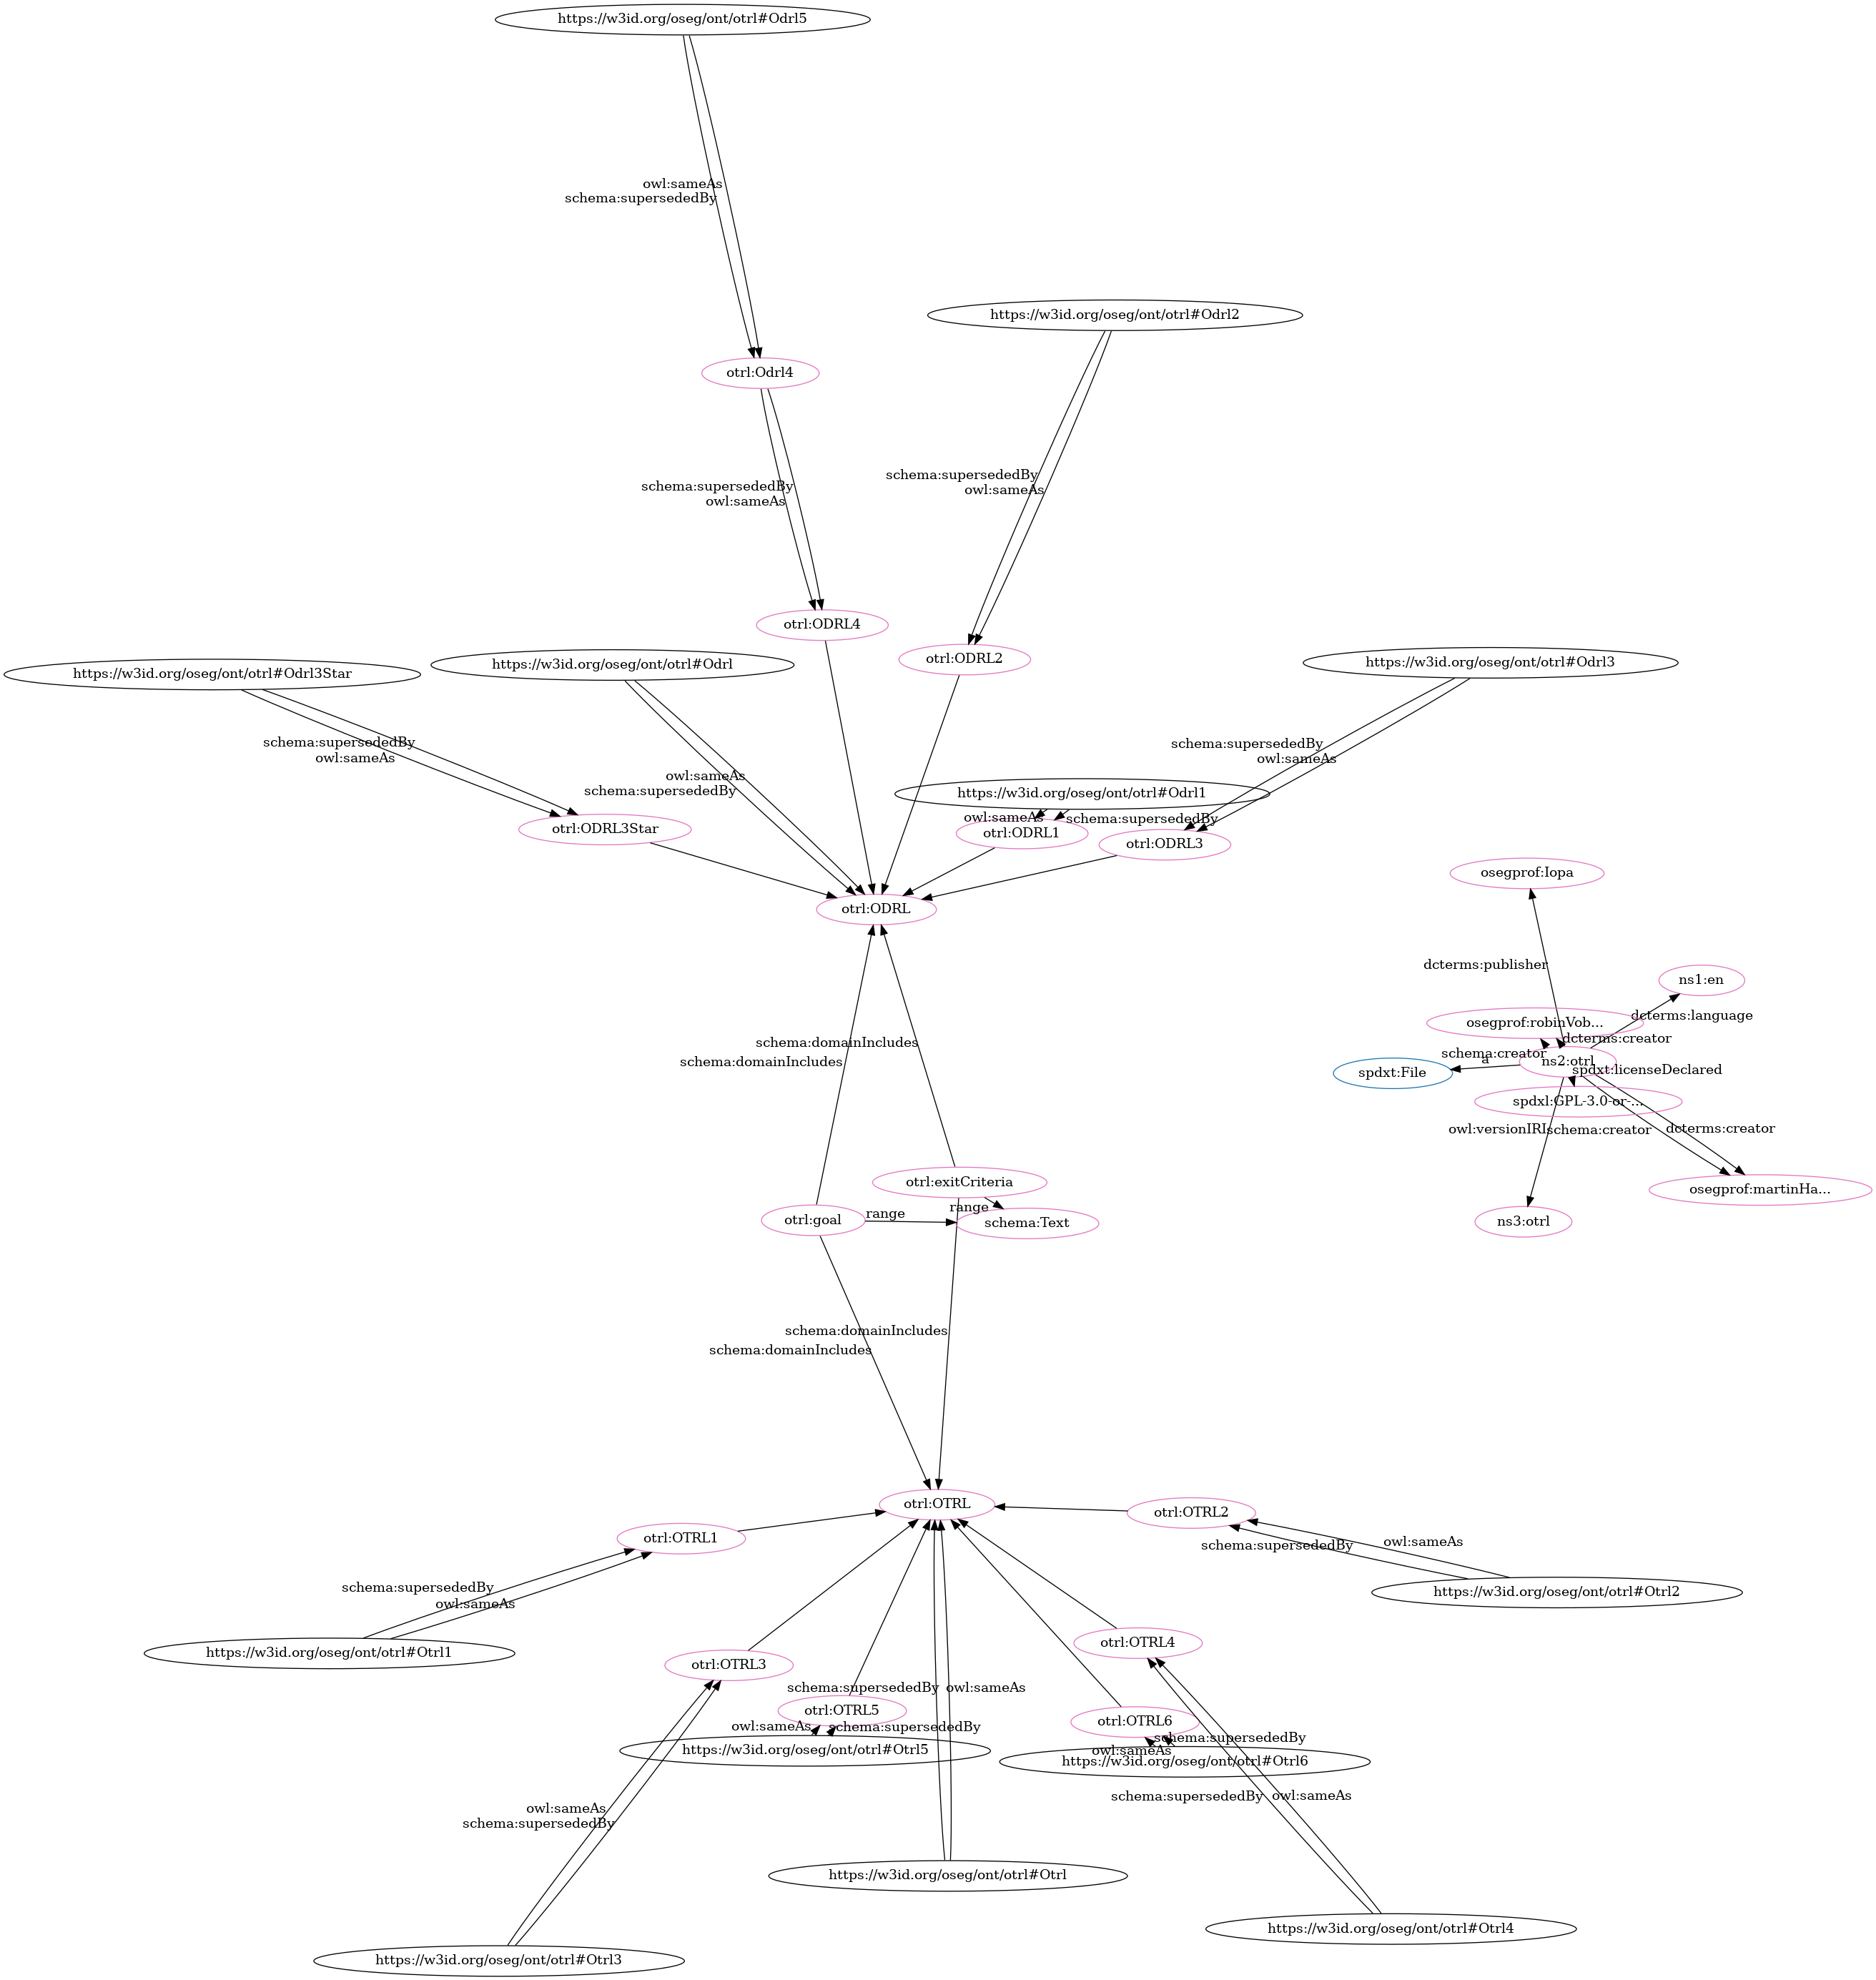 https://w3id.org/oseg/ont/otrl#Odrl5
owl:sameAs
schema:supersededBy
https://w3id.org/oseg/ont/otrl#Odrl2
otrl:Odrl4
schema:supersededBy
owl:sameAs
schema:supersededBy
owl:sameAs
otrl:ODRL4
otrl:ODRL2
https://w3id.org/oseg/ont/otrl#Odrl3Star
https://w3id.org/oseg/ont/otrl#Odrl
https://w3id.org/oseg/ont/otrl#Odrl3
schema:supersededBy
owl:sameAs
owl:sameAs
schema:supersededBy
schema:supersededBy
owl:sameAs
https://w3id.org/oseg/ont/otrl#Odrl1
owl:sameAs
schema:supersededBy
otrl:ODRL3Star
otrl:ODRL1
otrl:ODRL3
otrl:ODRL
osegprof:Iopa
dcterms:publisher
ns1:en
dcterms:language
osegprof:robinVob...
dcterms:creator
schema:creator
a
ns2:otrl
spdxt:File
spdxt:licenseDeclared
spdxl:GPL-3.0-or-...
owl:versionIRI
schema:creator
dcterms:creator
osegprof:martinHa...
ns3:otrl
schema:domainIncludes
schema:domainIncludes
otrl:exitCriteria
range
otrl:goal
range
schema:Text
schema:domainIncludes
schema:domainIncludes
otrl:OTRL
otrl:OTRL2
otrl:OTRL1
owl:sameAs
schema:supersededBy
https://w3id.org/oseg/ont/otrl#Otrl2
schema:supersededBy
owl:sameAs
https://w3id.org/oseg/ont/otrl#Otrl1
otrl:OTRL3
otrl:OTRL4
schema:supersededBy
owl:sameAs
otrl:OTRL5
otrl:OTRL6
owl:sameAs
schema:supersededBy
schema:supersededBy
owl:sameAs
https://w3id.org/oseg/ont/otrl#Otrl5
https://w3id.org/oseg/ont/otrl#Otrl6
schema:supersededBy
owl:sameAs
owl:sameAs
schema:supersededBy
https://w3id.org/oseg/ont/otrl#Otrl
https://w3id.org/oseg/ont/otrl#Otrl4
https://w3id.org/oseg/ont/otrl#Otrl3